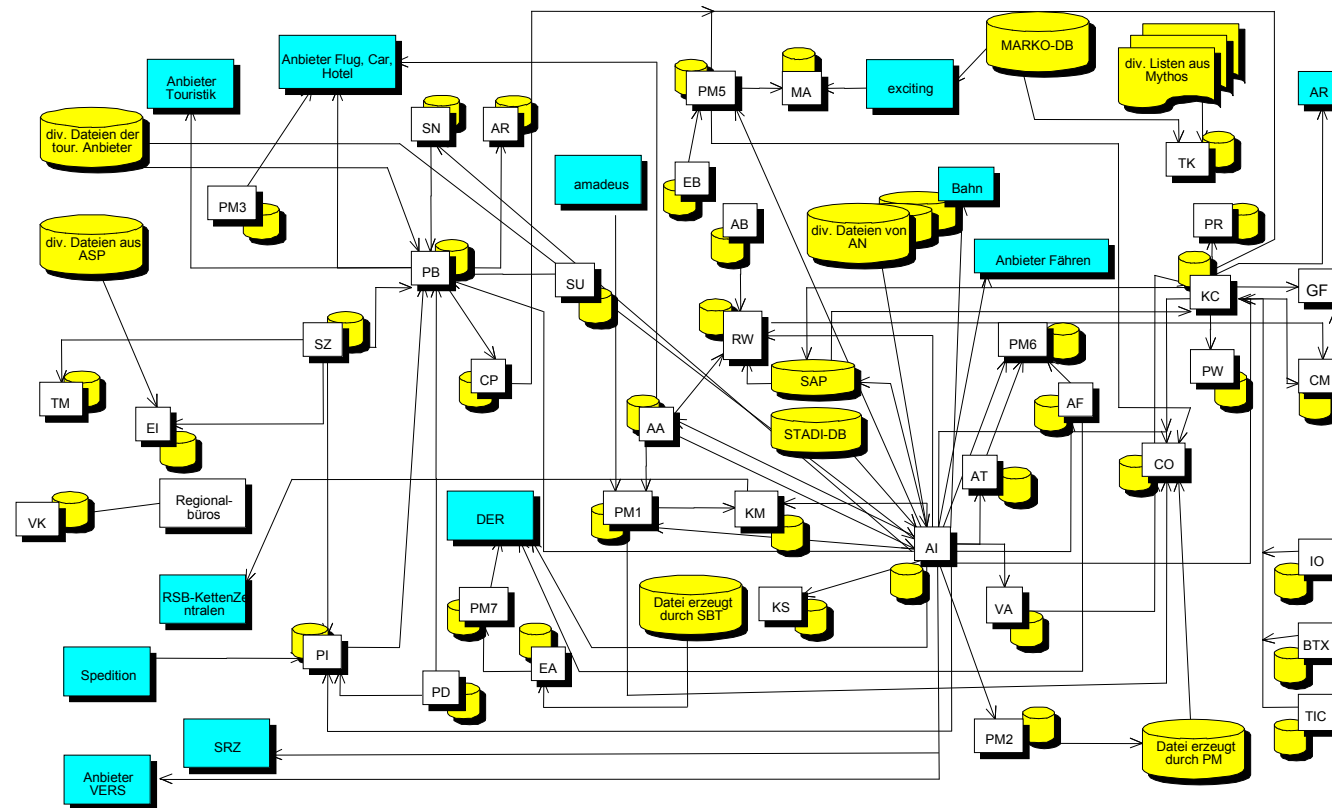 Anbieter Flug, Car,
Hotel
MARKO-DB
div. Listen aus
Mythos
Anbieter
Touristik
PM5
MA
exciting
AR
div. Dateien der
tour. Anbieter
SN
AR
TK
PM3
amadeus
EB
Bahn
div. Dateien aus
ASP
AB
div. Dateien von
AN
PR
PB
SU
Anbieter Fähren
KC
GF
SZ
RW
PM6
CP
SAP
PW
CM
TM
EI
AA
AF
STADI-DB
CO
AT
VK
Regional-
büros
DER
PM1
KM
AI
IO
RSB-KettenZe
ntralen
PM7
Datei erzeugt
durch SBT
KS
VA
BTX
PI
EA
Spedition
PD
TIC
SRZ
PM2
Datei erzeugt
durch PM
Anbieter
VERS